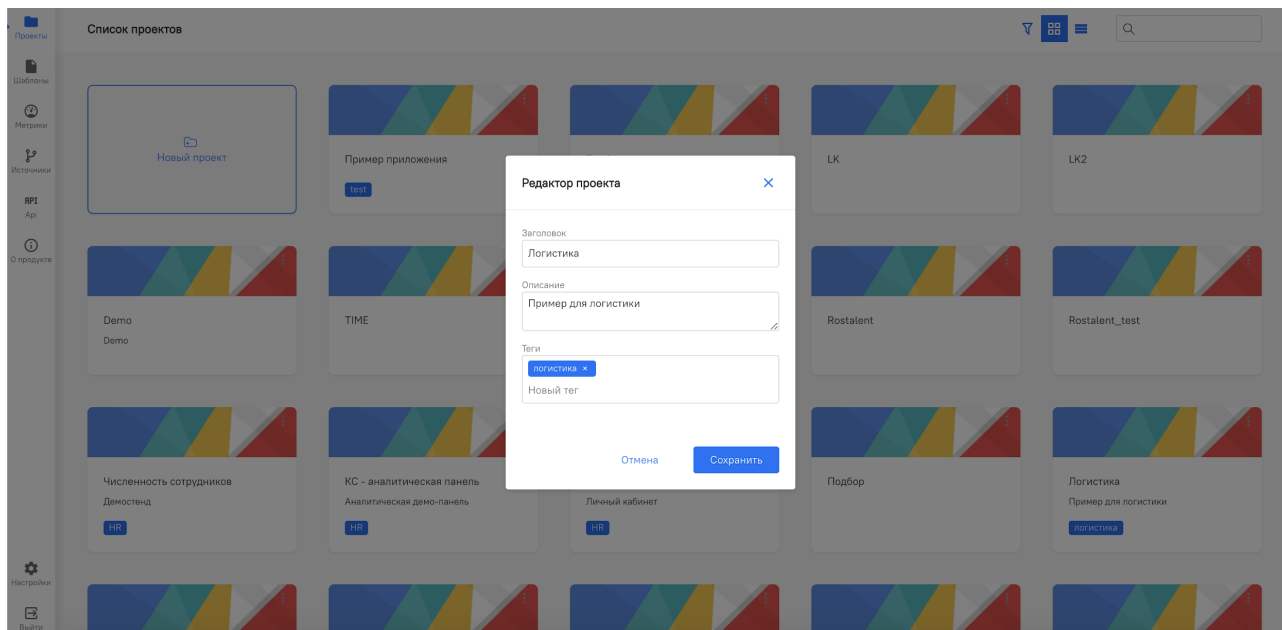 Проекты
Список проектов
Шаблоны
Метрики
Источники
API
Api
О продукте
Настройки
Выйти
Новый проект
Пример приложения
test
LK
LK2
Demo
Demo
TIME
Rostalent
Rostalent_test
Численность сотрудников
Демостенд
HR
КС - аналитическая панель
Аналитическая демо-панель
HR
Личный кабинет
HR
Подбор
Логистика
Пример для логистики
логистика
Редактор проекта
Заголовок
Логистика
Описание
Пример для логистики
Теги
логистика ×
Новый тег
Отмена
Сохранить